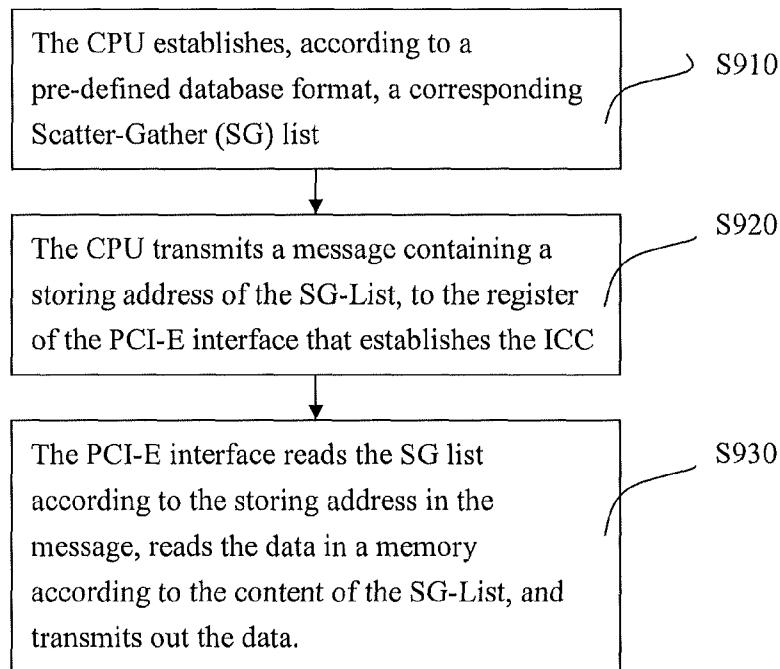 The CPU establishes, according to a
pre-defined database format, a corresponding
Scatter-Gather (SG) list
S910
The CPU transmits a message containing a
storing address of the SG-List, to the register
of the PCI-E interface that establishes the ICC
S920
The PCI-E interface reads the SG list
according to the storing address in the
message, reads the data in a memory
according to the content of the SG-List, and
transmits out the data.
S930